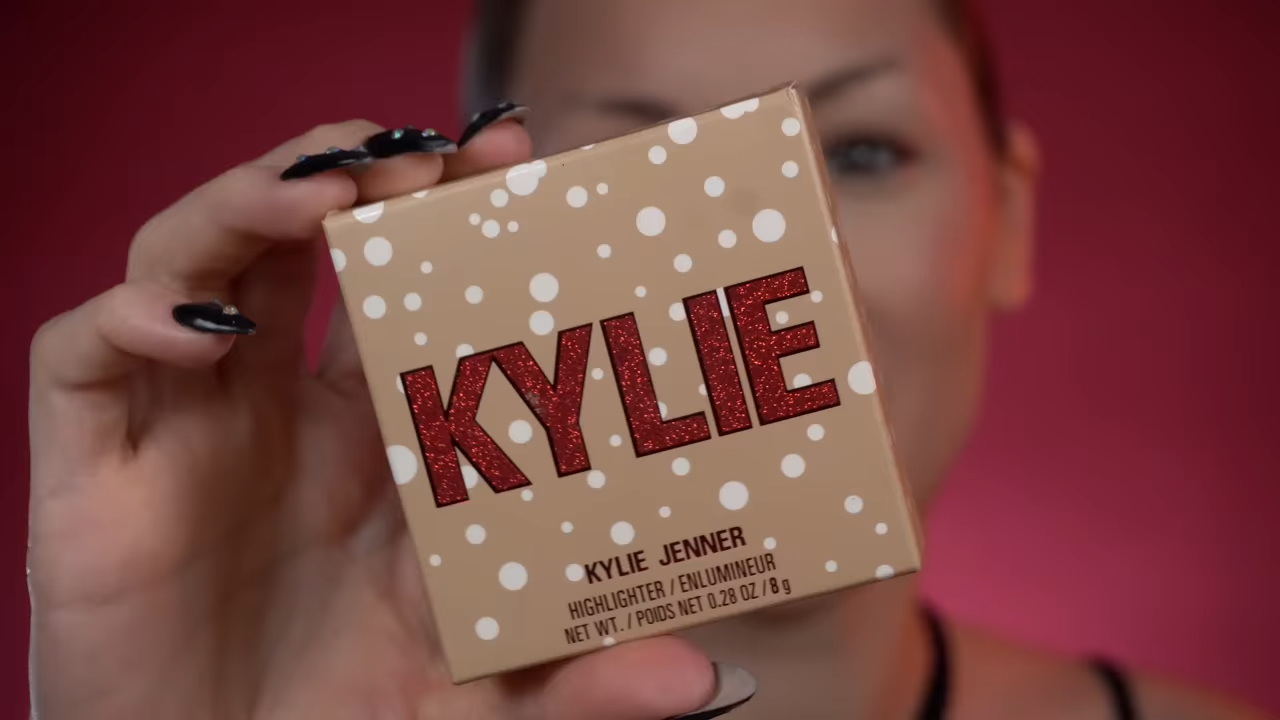 KYLIE
KYLIE JENNER
HIGHLIGHTER / ENLUMINEUR
NET WT. / POIDS NET 0.28 OZ / 8 g